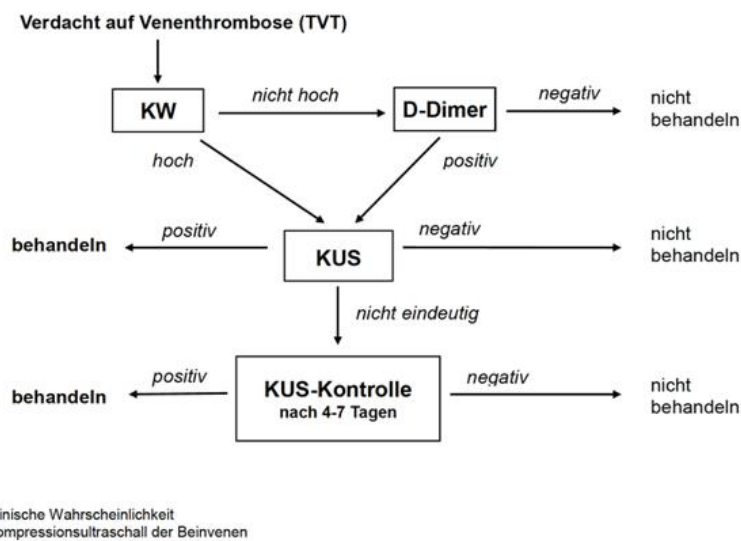 Verdacht auf Venenthrombose (TVT)
KW
nicht hoch
D-Dimer
negativ
nicht
behandeln
hoch
positiv
behandeln
positiv
KUS
negativ
nicht
behandeln
nicht eindeutig
behandeln
positiv
KUS-Kontrolle
nach 4-7 Tagen
negativ
nicht
behandeln
inische Wahrscheinlichkeit
ompressionsultraschall der Beinvenen